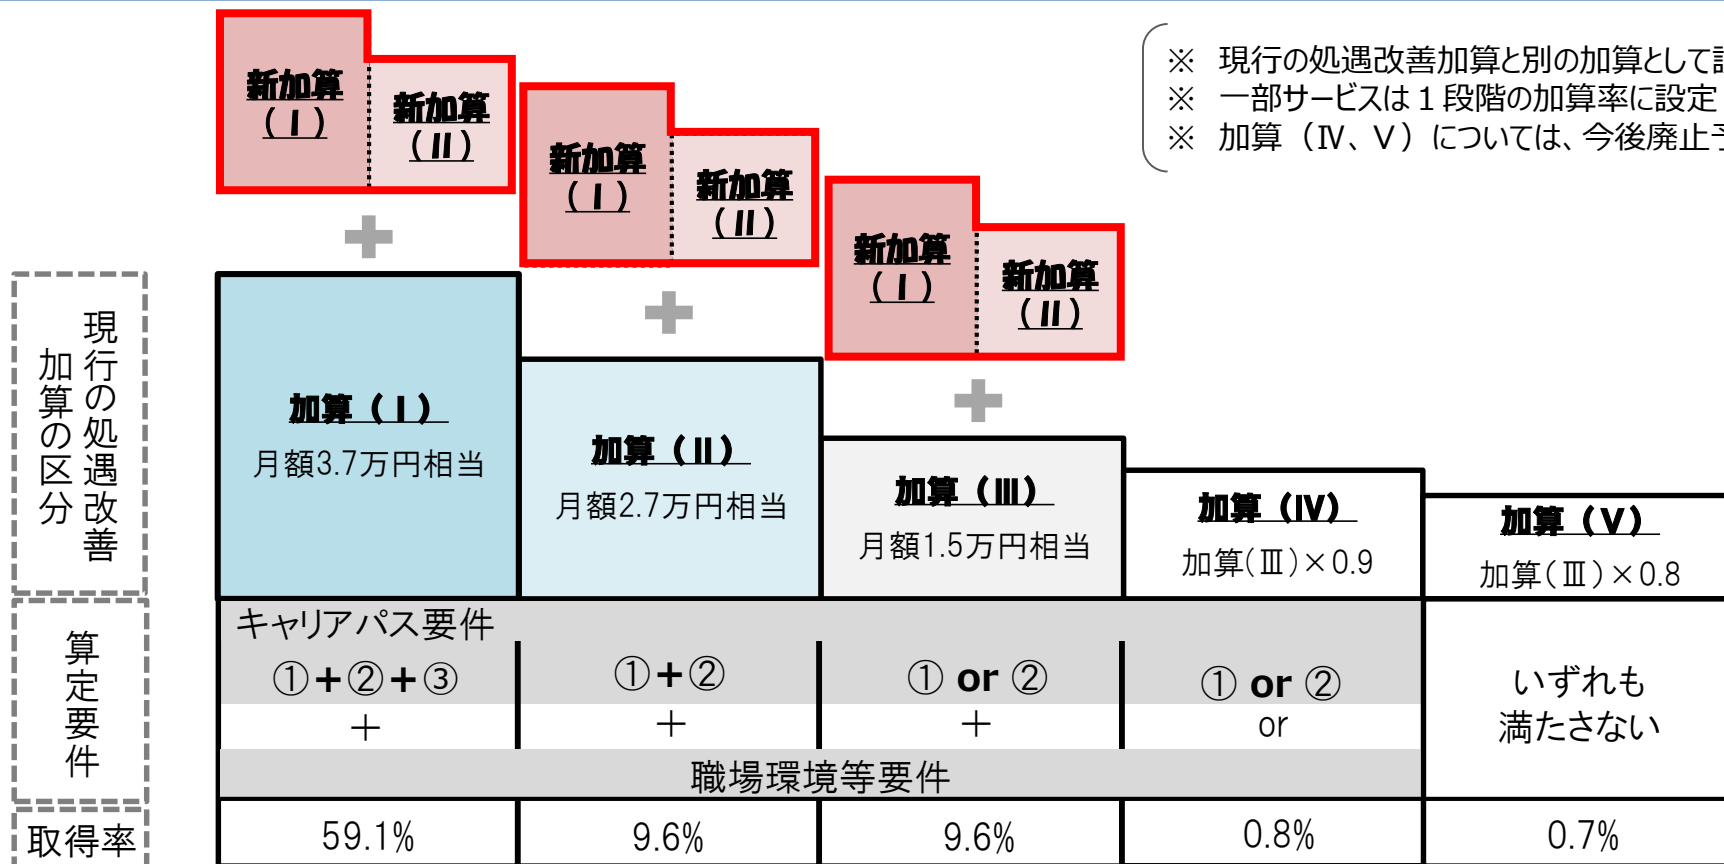 新加算
(Ⅰ)
新加算
(Ⅱ)
新加算
(Ⅰ)
新加算
(Ⅱ)
新加算
(Ⅰ)
新加算
(Ⅱ)
※ 現行の処遇改善加算と別の加算として
※ 一部サービスは１段階の加算率に設定
※ 加算（Ⅳ、Ⅴ）については、今後廃止
現行の処遇改善
加算の区分
加算（Ⅰ）
月額3.7万円相当
加算（Ⅱ）
月額2.7万円相当
加算（Ⅲ）
月額1.5万円相当
加算（Ⅳ）
加算(Ⅲ)×0.9
加算（Ⅴ）
加算(Ⅲ)×0.8
算定要件
キャリアパス要件
①+②+③
①+②
① or ②
① or ②
＋
＋
＋
or
職場環境等要件
いずれも
満たさない
取得率
59.1%
9.6%
9.6%
0.8%
0.7%